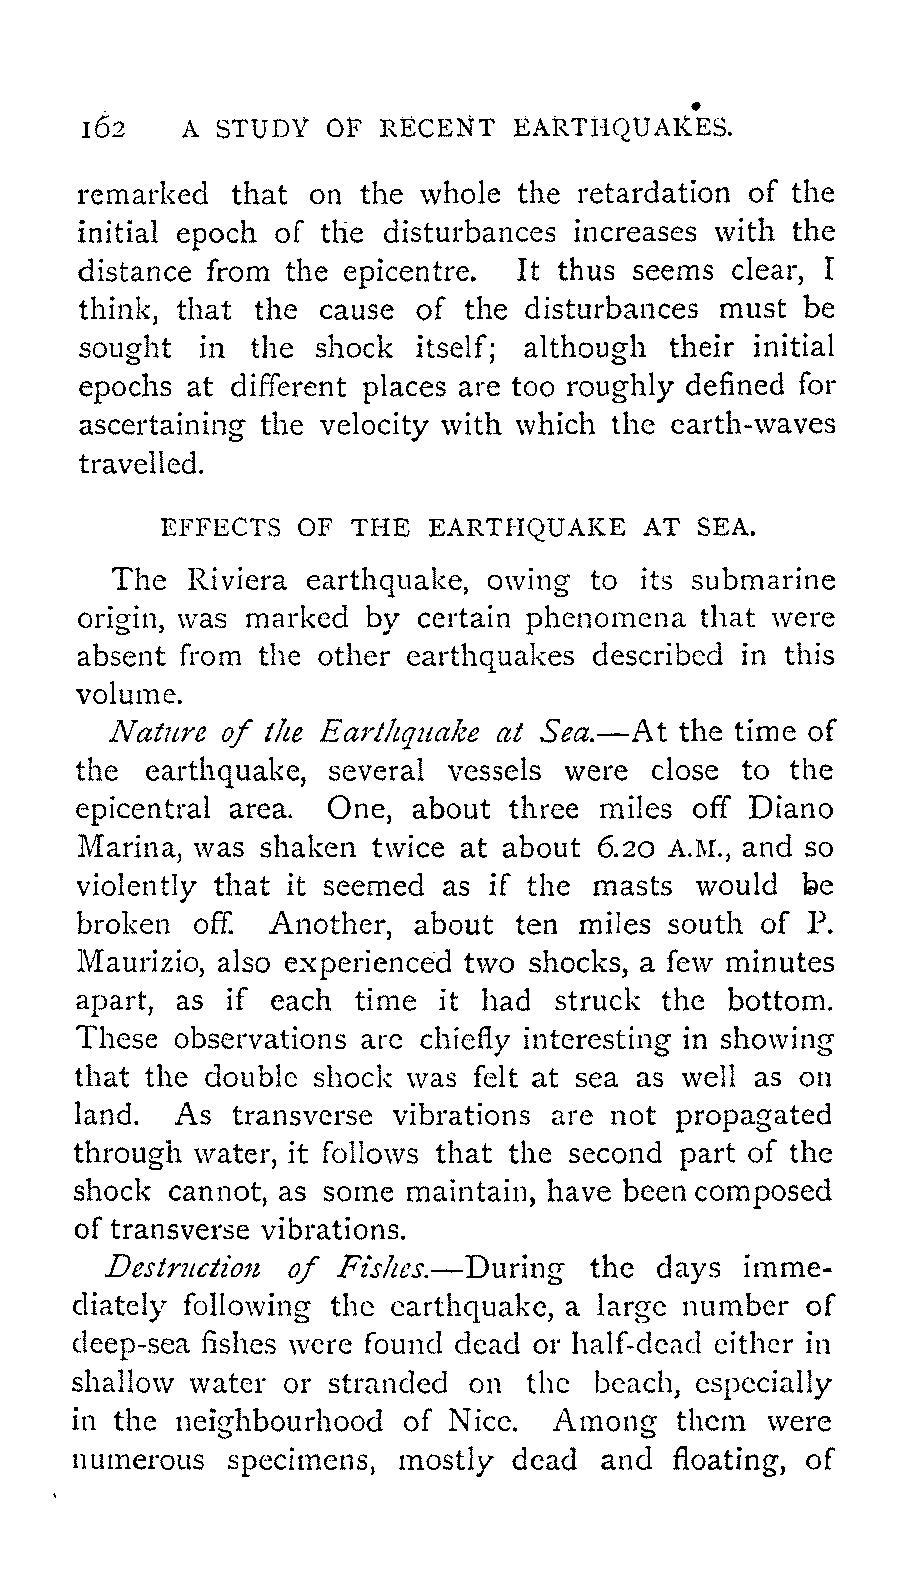 162 A STUDY OF RECENT EARTHQUAKES.
remarked that on the whole the retardation of the
initial epoch of the disturbances increases with the
distance from the epicentre. It thus seems clear, I
think, that the cause of the disturbances must be
sought in the shock itself; although their initial
epochs at different places are too roughly defined for
ascertaining the velocity with which the earth-waves
travelled.
EFFECTS OF THE EARTHQUAKE AT SEA.
The Riviera earthquake, owing to its submarine
origin, was marked by certain phenomena that were
absent from the other earthquakes described in this
volume.
Nature of the Earthquake at Sea.—At the time of
the earthquake, several vessels were close to the
epicentral area. One, about three miles off Diano
Marina, was shaken twice at about 6.20 A.M., and so
violently that it seemed as if the masts would be
broken off. Another, about ten miles south of P.
Maurizio, also experienced two shocks, a few minutes
apart, as if each time it had struck the bottom.
These observations are chiefly interesting in showing
that the double shock was felt at sea as well as on
land. As transverse vibrations are not propagated
through water, it follows that the second part of the
shock cannot, as some maintain, have been composed
of transverse vibrations.
Destruction of Fishes.—During the days imme-
diately following the earthquake, a large number of
deep-sea fishes were found dead or half-dead either in
shallow water or stranded on the beach, especially
in the neighbourhood of Nice. Among them were
numerous specimens, mostly dead and floating, of